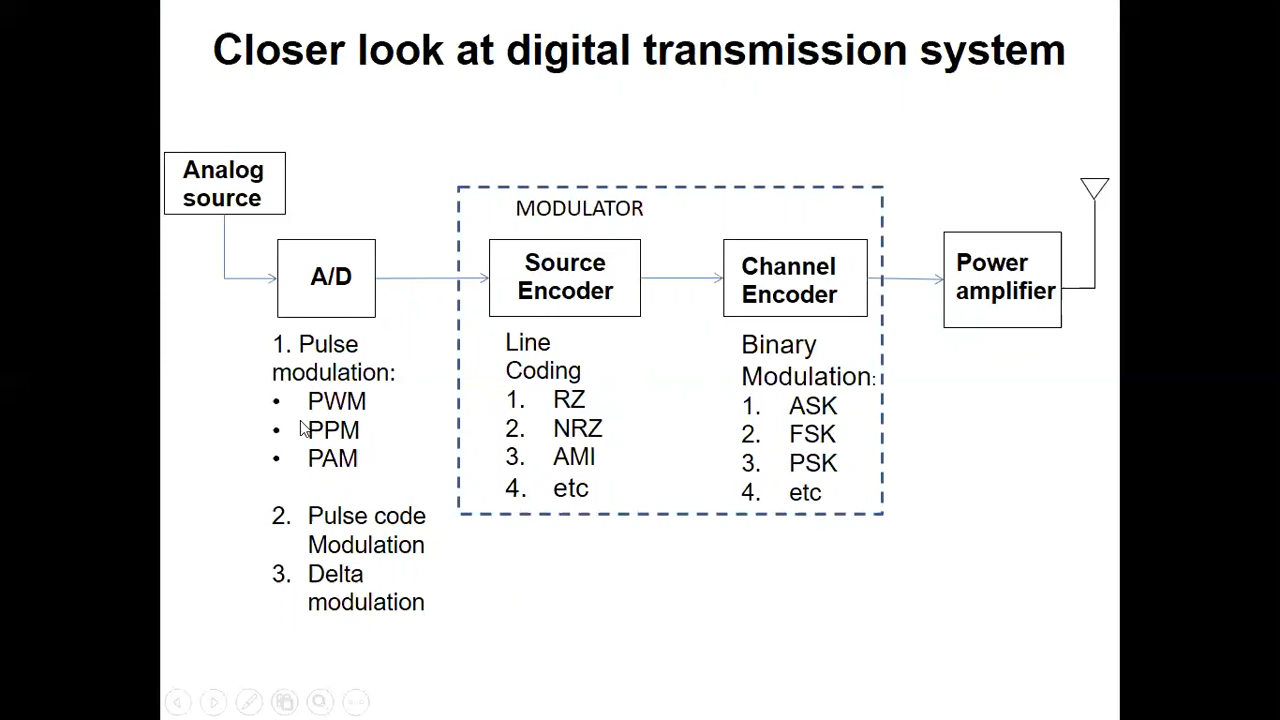 Closer look at digital transmission system
Analog
source
A/D
1. Pulse
modulation:
• PWM
• PPM
• PAM
2. Pulse code
Modulation
3. Delta
modulation
MODULATOR
Source
Encoder
Line
Coding
1. RZ
2. NRZ
3. AMI
4. etc
Channel
Encoder
Binary
Modulation:
1. ASK
2. FSK
3. PSK
4. etc
Power
amplifier